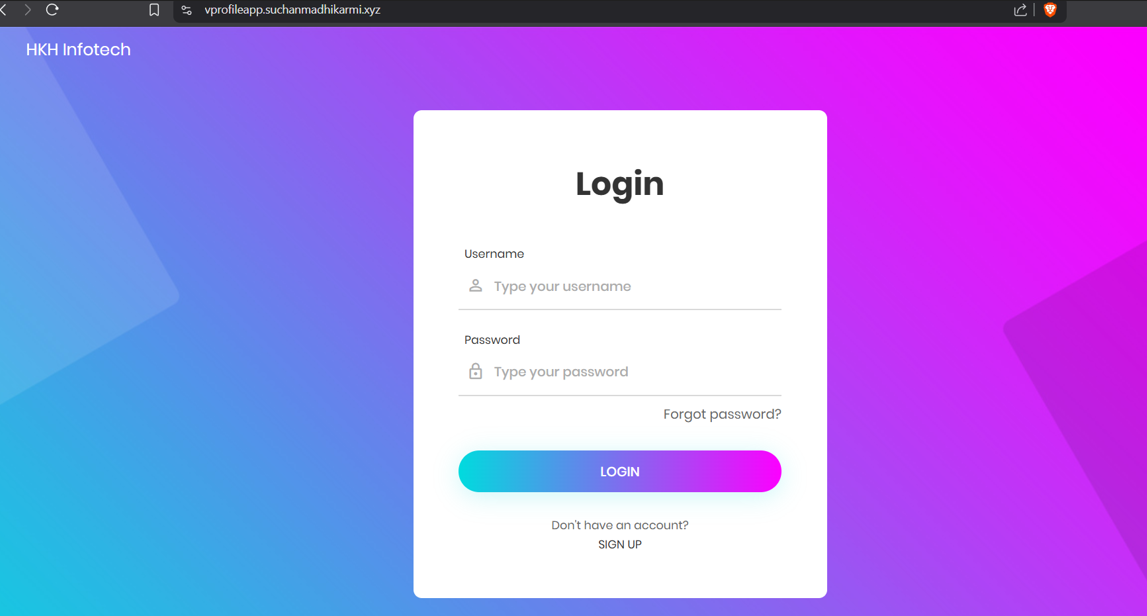 vprofileapp.suchanmadhikarmi.xyz
HKH Infotech
Login
Username
Type your username
Password
Type your password
Forgot password?
LOGIN
Don't have an account?
SIGN UP